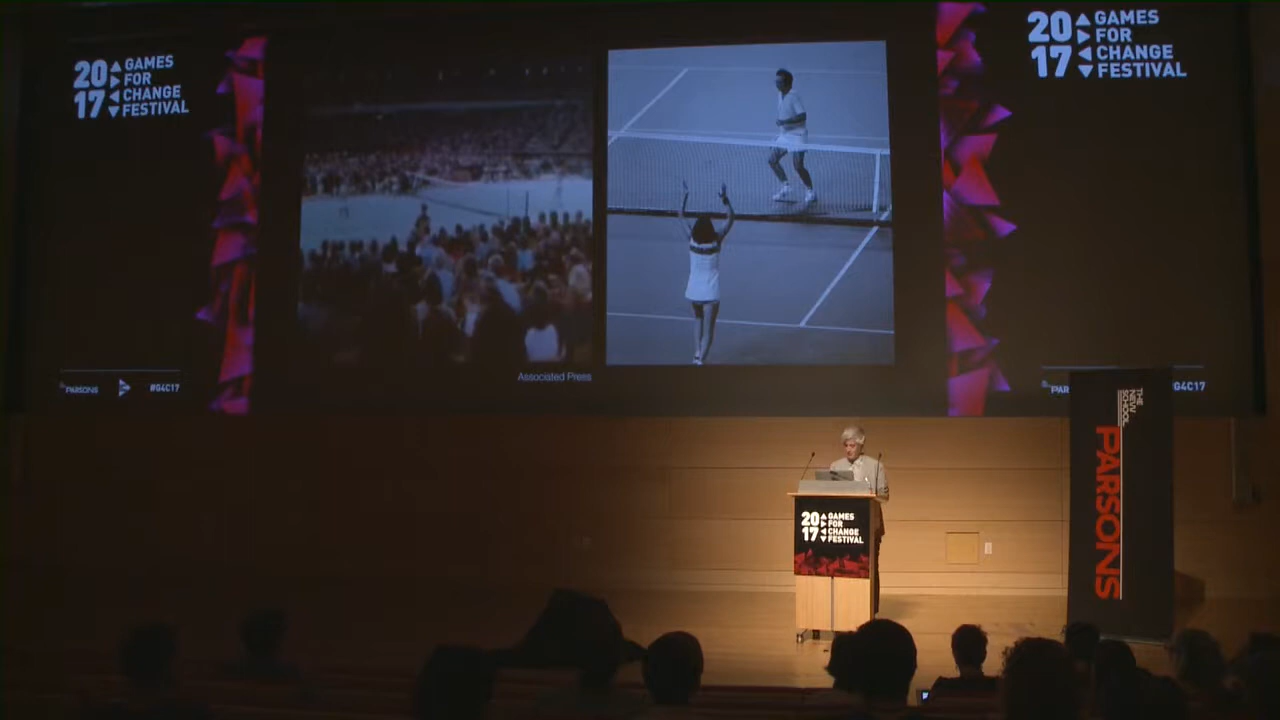 20 GAMES
FOR
17 CHANGE
FESTIVAL
20 GAMES
FOR
17 CHANGE
FESTIVAL
Associated Press
PARSONS
#G4C17
PAR
G4C17
THE
NEW
SCHOOL
PARSONS
20 GAMES
FOR
17 CHANGE
FESTIVAL